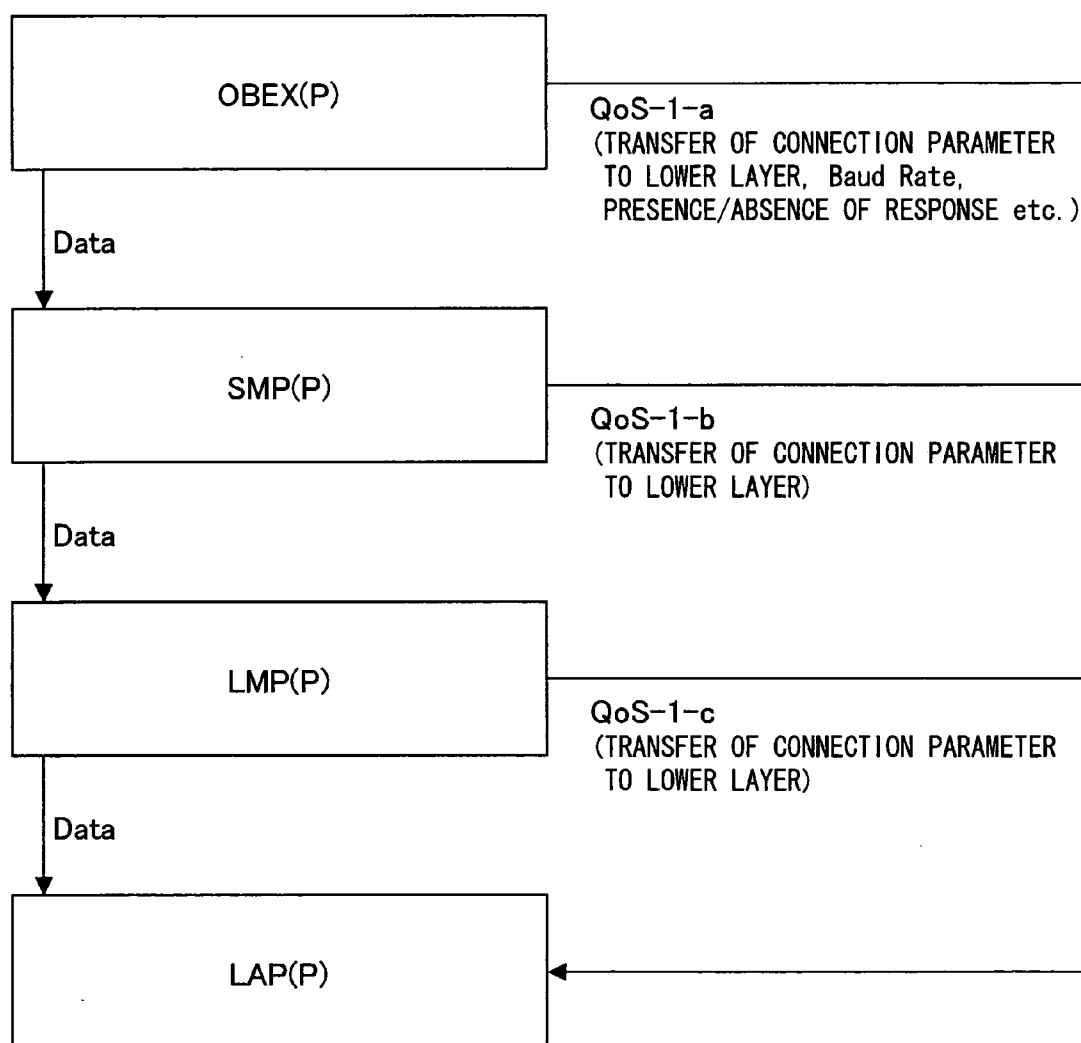 OBEX(P)
QoS-1-a
(TRANSFER OF CONNECTION PARAMETER
TO LOWER LAYER, Baud Rate,
PRESENCE/ABSENCE OF RESPONSE etc.)
Data
SMP(P)
QoS-1-b
(TRANSFER OF CONNECTION PARAMETER
TO LOWER LAYER)
Data
LMP(P)
QoS-1-c
(TRANSFER OF CONNECTION PARAMETER
TO LOWER LAYER)
Data
LAP(P)